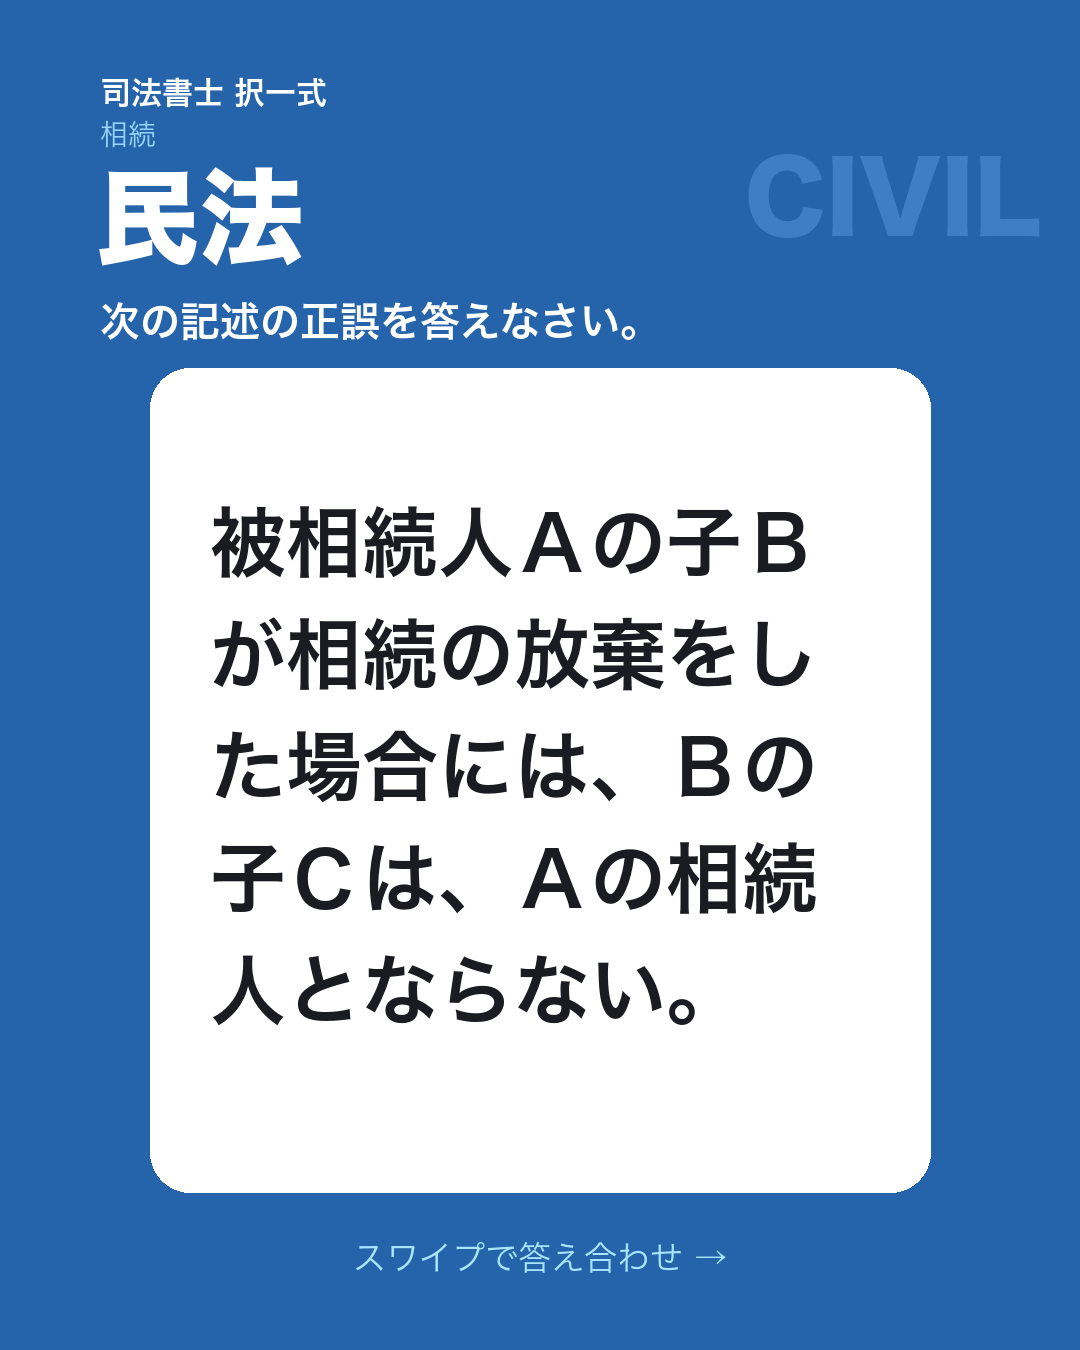 司法書士 択一式
相続
民法
CIVIL
次の記述の正誤を答えなさい。
被相続人Ａの子Ｂ
が相続の放棄をし
た場合には、Ｂの
子Ｃは、Ａの相続
人とならない。
スワイプで答え合わせ →